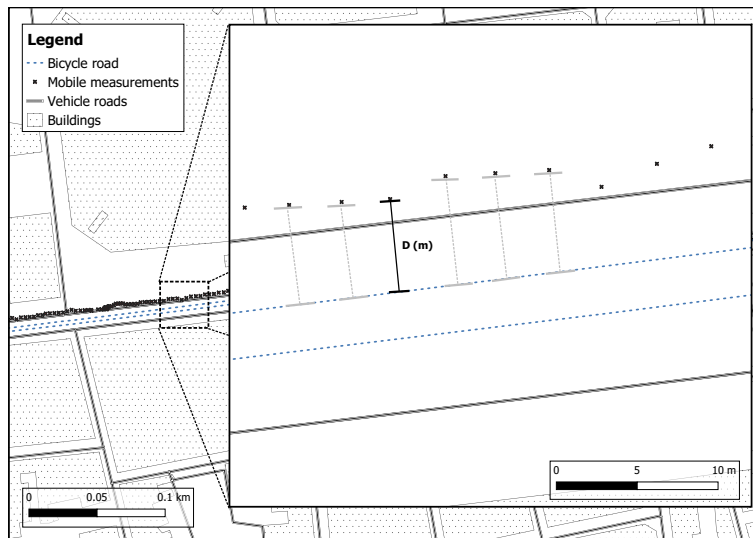 Legend
Bicycle road
Mobile measurements
Vehicle roads
Buildings
D (m)
0 5 10 m
0 0.05 0.1 km